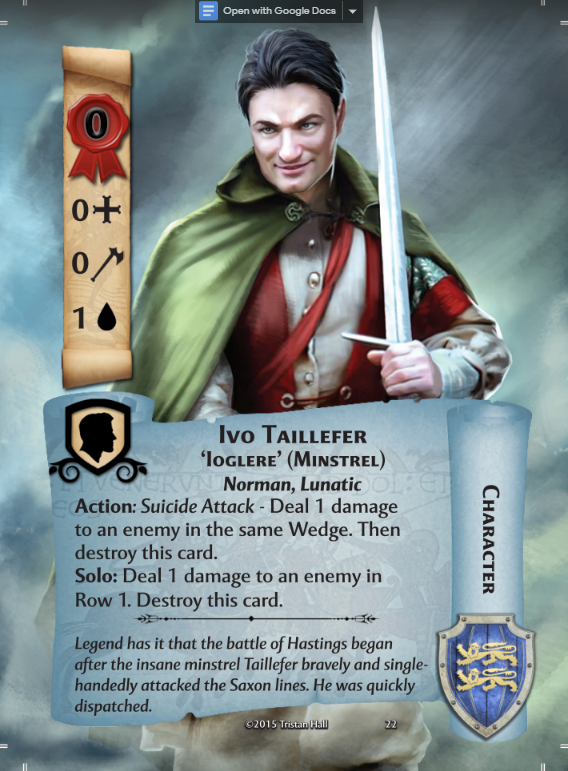 Open with Google Docs
0
0
0
1
Ivo Taillefer
'Ioglere' (Minstrel)
Norman, Lunatic
Action: Suicide Attack - Deal 1 damage
to an enemy in the same Wedge. Then
destroy this card.
Solo: Deal 1 damage to an enemy in
Row 1. Destroy this card.
Legend has it that the battle of Hastings began
after the insane minstrel Taillefer bravely and single-
handedly attacked the Saxon lines. He was quickly
dispatched.
©2015 Tristan Hall
22
Character